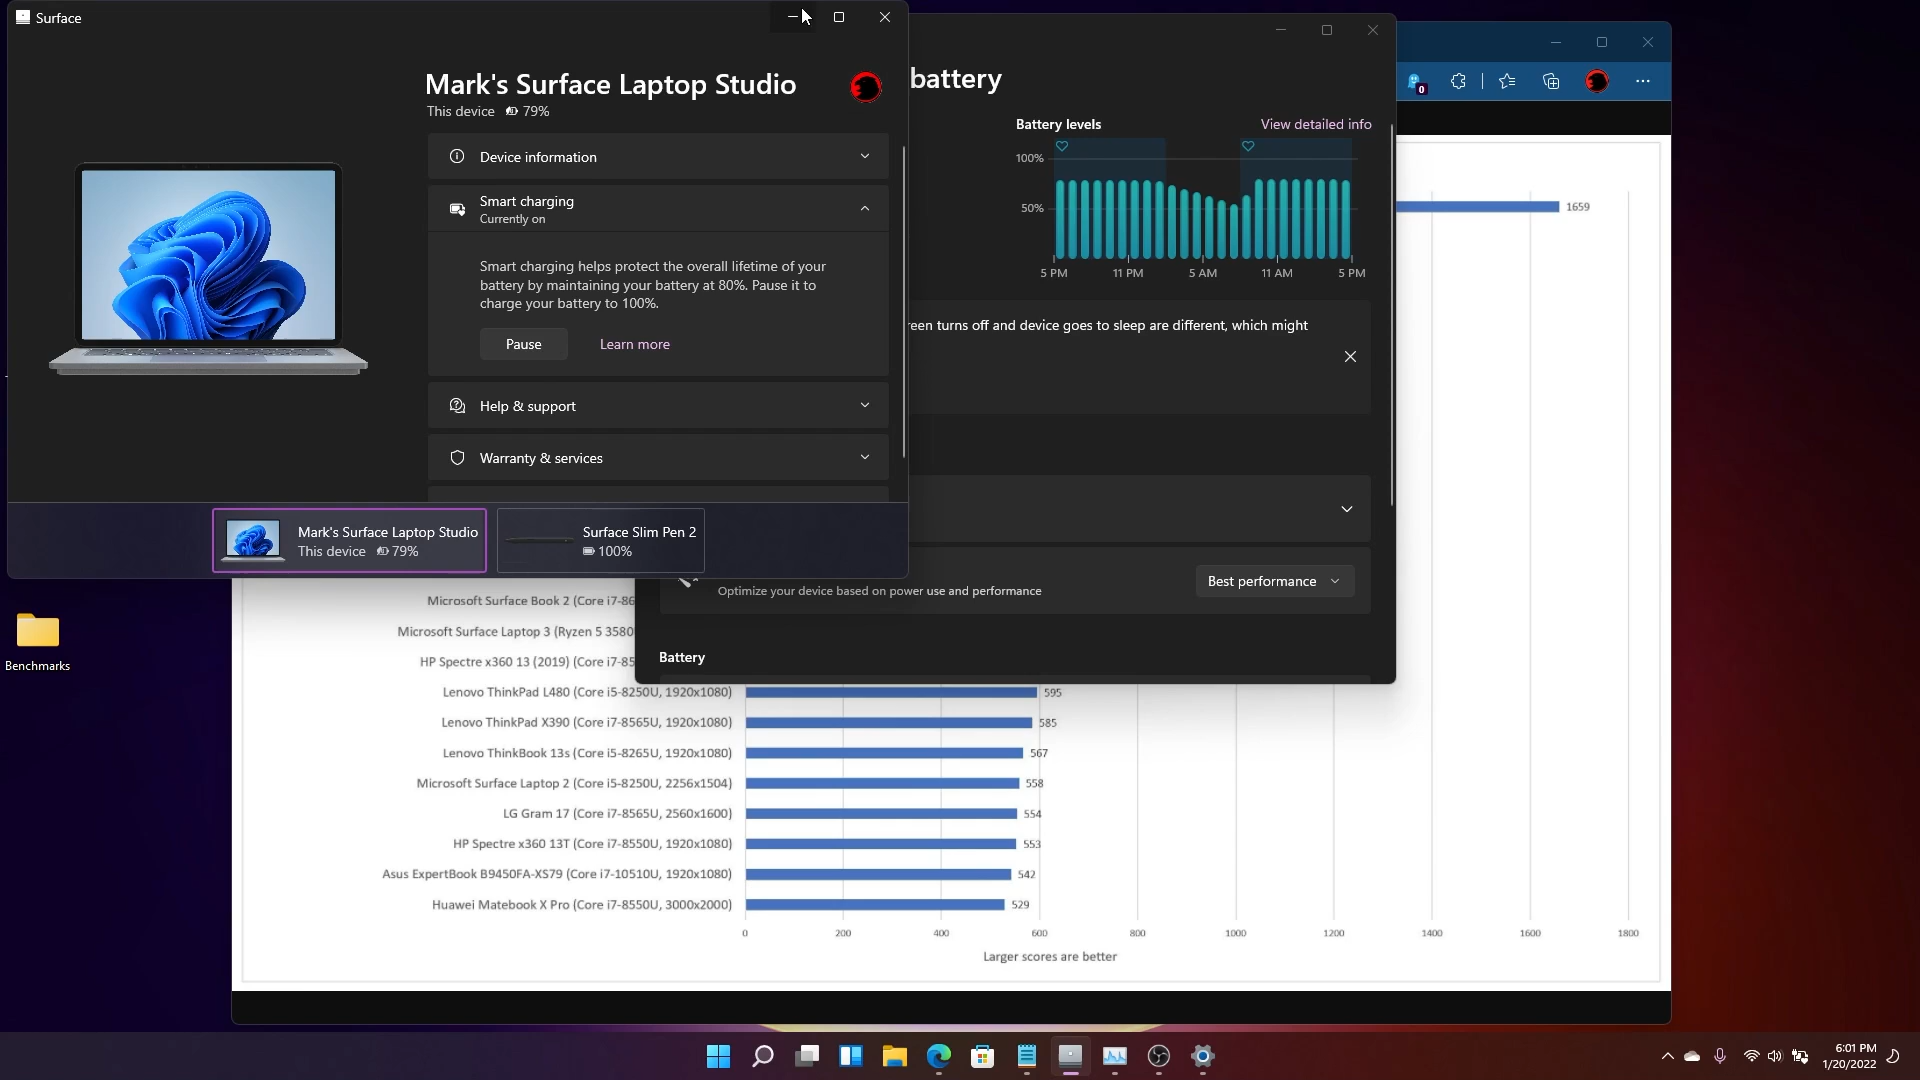 Surface
Mark's Surface Laptop Studio
This device 79%
Device information
Smart charging
Currently on
Smart charging helps protect the overall lifetime of your
battery by maintaining your battery at 80%. Pause it to
charge your battery to 100%.
Pause Learn more
Help & support
Warranty & services
Mark's Surface Laptop Studio
This device 79%
Surface Slim Pen 2
100%
battery
Battery levels View detailed info
100%
50%
5 PM 11 PM 5 AM 11 AM 5 PM
reen turns off and device goes to sleep are different, which might
Optimize your device based on power use and performance
Best performance
Battery
0
1659
Microsoft Surface Book 2 (Core i7-86
Microsoft Surface Laptop 3 (Ryzen 5 3580
HP Spectre x360 13 (2019) (Core i7-85
Lenovo ThinkPad L480 (Core i5-8250U, 1920x1080) 595
Lenovo ThinkPad X390 (Core i7-8565U, 1920x1080) 585
Lenovo ThinkBook 13s (Core i5-8265U, 1920x1080) 567
Microsoft Surface Laptop 2 (Core i5-8250U, 2256x1504) 558
LG Gram 17 (Core i7-8565U, 2560x1600) 554
HP Spectre x360 13T (Core i7-8550U, 1920x1080) 553
Asus ExpertBook B9450FA-XS79 (Core i7-10510U, 1920x1080) 542
Huawei Matebook X Pro (Core i7-8550U, 3000x2000) 529
0 200 400 600 800 1000 1200 1400 1600 1800
Larger scores are better
Benchmarks
6:01 PM
1/20/2022